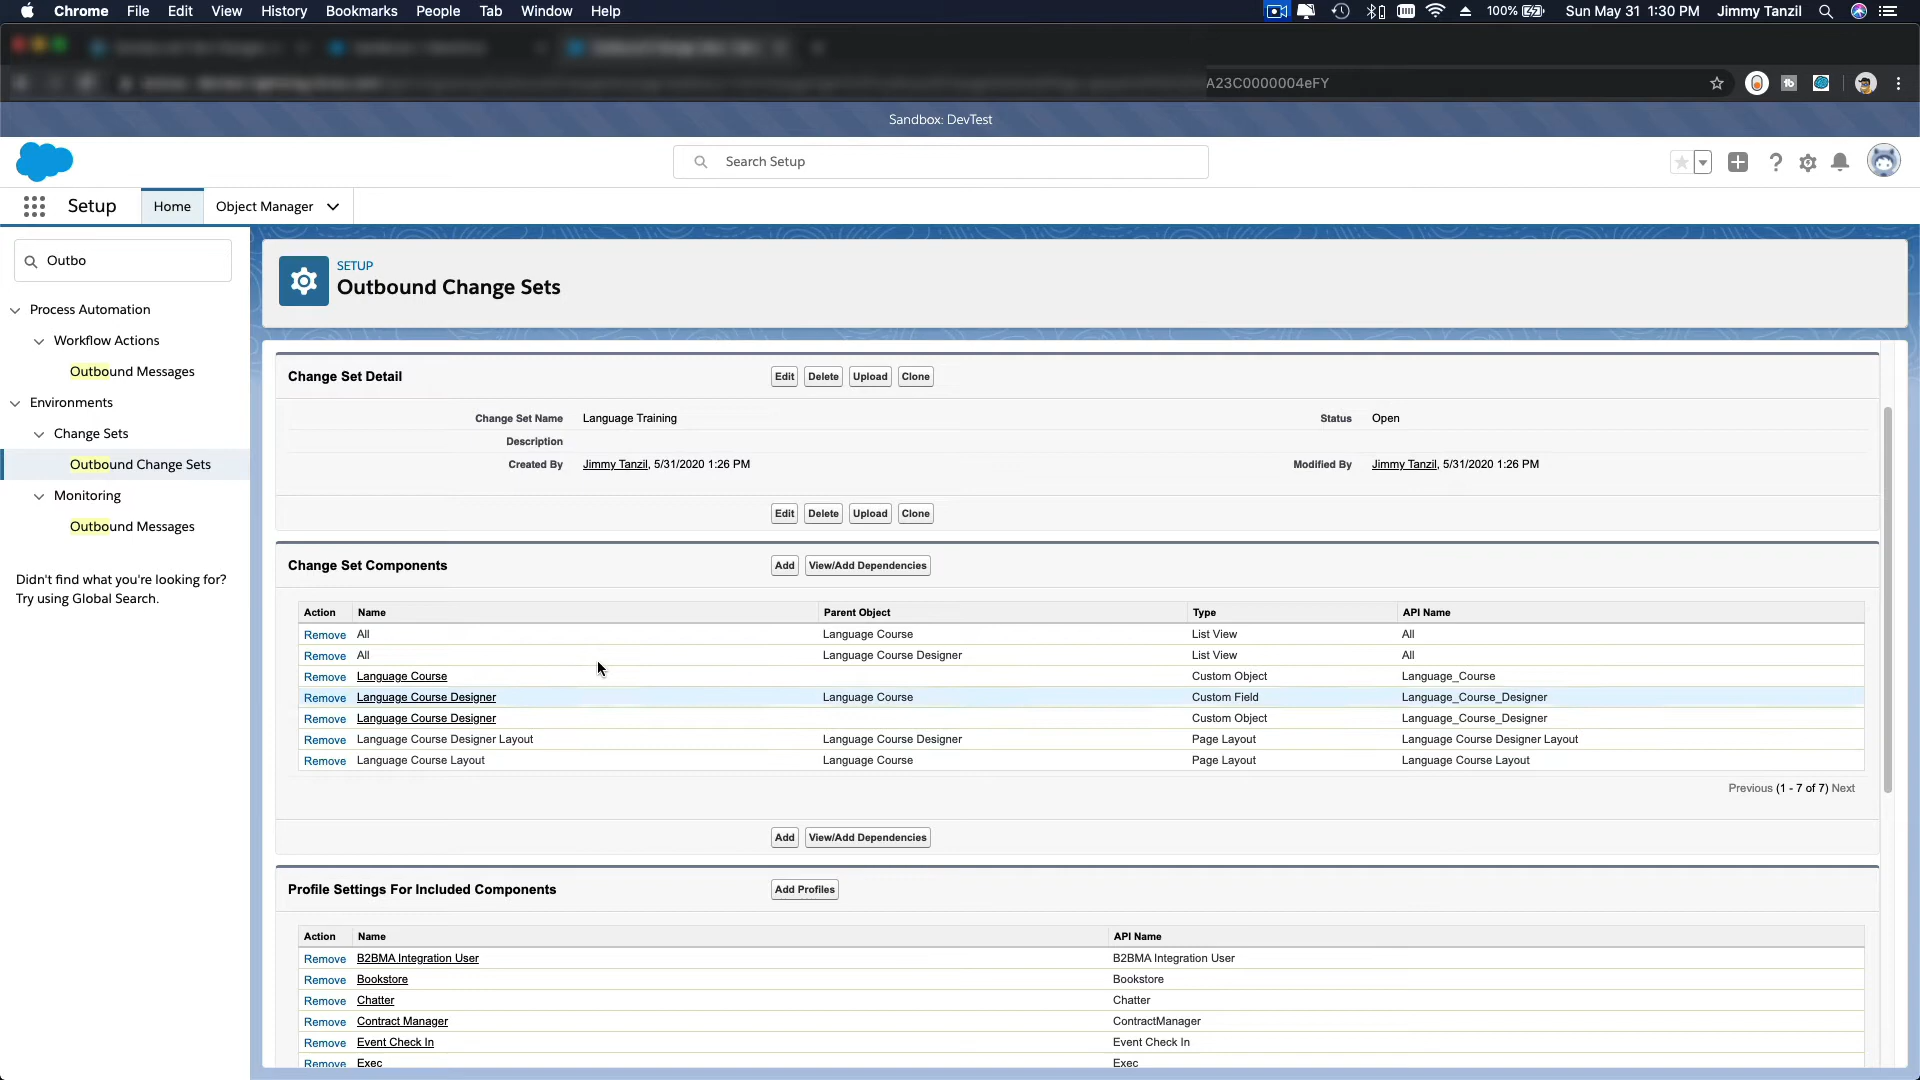 Chrome File Edit View History Bookmarks People Tab Window Help 100% Sun May 31 1:30 PM Jimmy Tanzil
A23C0000004eFY
Sandbox: DevTest
Search Setup
Setup Home Object Manager
Outbo
Process Automation
Workflow Actions
Outbound Messages
Environments
Change Sets
Outbound Change Sets
Monitoring
Outbound Messages
Didn't find what you're looking for?
Try using Global Search.
SETUP
Outbound Change Sets
Change Set Detail Edit Delete Upload Clone
Change Set Name Language Training Status Open
Description
Created By Jimmy Tanzil, 5/31/2020 1:26 PM Modified By Jimmy Tanzil, 5/31/2020 1:26 PM
Edit Delete Upload Clone
Change Set Components Add View/Add Dependencies
Action Name Parent Object Type API Name
Remove All Language Course List View All
Remove All Language Course Designer List View All
Remove Language Course Custom Object Language_Course
Remove Language Course Designer Language Course Custom Field Language_Course_Designer
Remove Language Course Designer Custom Object Language_Course_Designer
Remove Language Course Designer Layout Language Course Designer Page Layout Language Course Designer Layout
Remove Language Course Layout Language Course Page Layout Language Course Layout
Previous (1 - 7 of 7) Next
Add View/Add Dependencies
Profile Settings For Included Components Add Profiles
Action Name API Name
Remove B2BMA Integration User B2BMA Integration User
Remove Bookstore Bookstore
Remove Chatter Chatter
Remove Contract Manager ContractManager
Remove Event Check In Event Check In
Remove Exec Exec